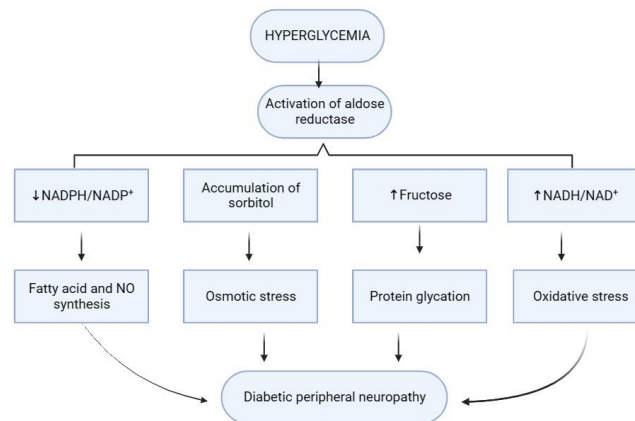 HYPERGLYCEMIA
Activation of aldose
reductase
↓NADPH/NADP⁺
Accumulation of
sorbitol
↑Fructose
↑NADH/NAD⁺
Fatty acid and NO
synthesis
Osmotic stress
Protein glycation
Oxidative stress
Diabetic peripheral neuropathy